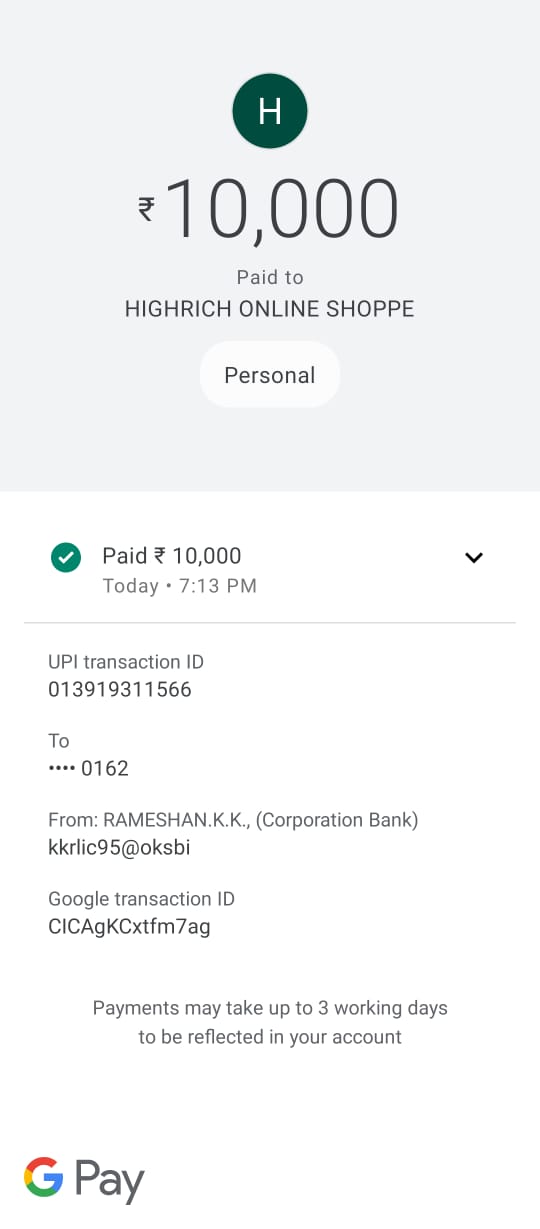 H
₹10,000
Paid to
HIGHRICH ONLINE SHOPPE
Personal
Paid ₹ 10,000
Today • 7:13 PM
UPI transaction ID
013919311566
To
•••• 0162
From: RAMESHAN.K.K., (Corporation Bank)
kkrlic95@oksbi
Google transaction ID
CICAgKCxtfm7ag
Payments may take up to 3 working days
to be reflected in your account
G Pay